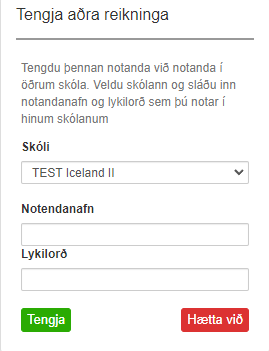 Tengja aðra reikninga
Tengdu þennan notanda við notanda í
öðrum skóla. Veldu skólann og sláðu inn
notandanafn og lykilorð sem þú notar í
hinum skólanum
Skóli
TEST Iceland II
Notendanafn
Lykilorð
Tengja
Hætta við